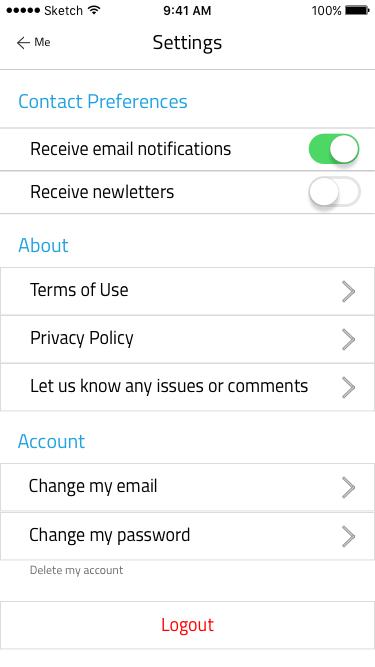 Sketch 9:41 AM 100%
Me Settings
Contact Preferences
Receive email notifications
Receive newletters
About
Terms of Use
Privacy Policy
Let us know any issues or comments
Account
Change my email
Change my password
Delete my account
Logout